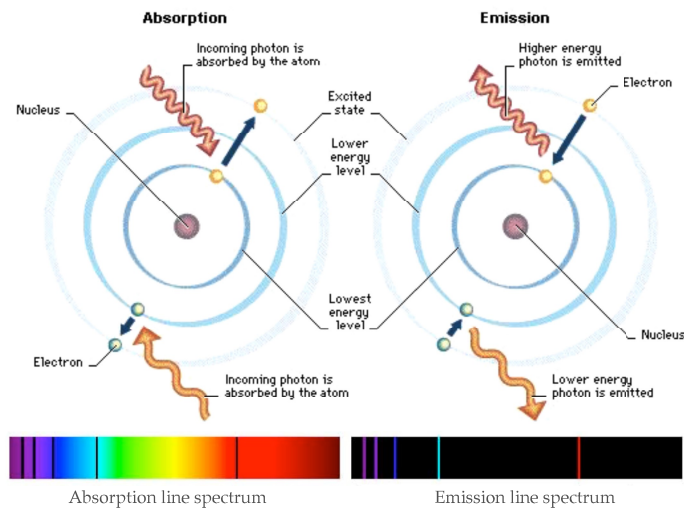 Absorption
Emission
Incoming photon is
absorbed by the atom
Higher energy
photon is emitted
Electron
Nucleus
Excited
state
Lower
energy
level
Lowest
energy
level
Nucleus
Electron
Incoming photon is
absorbed by the atom
Lower energy
photon is emitted
Absorption line spectrum
Emission line spectrum